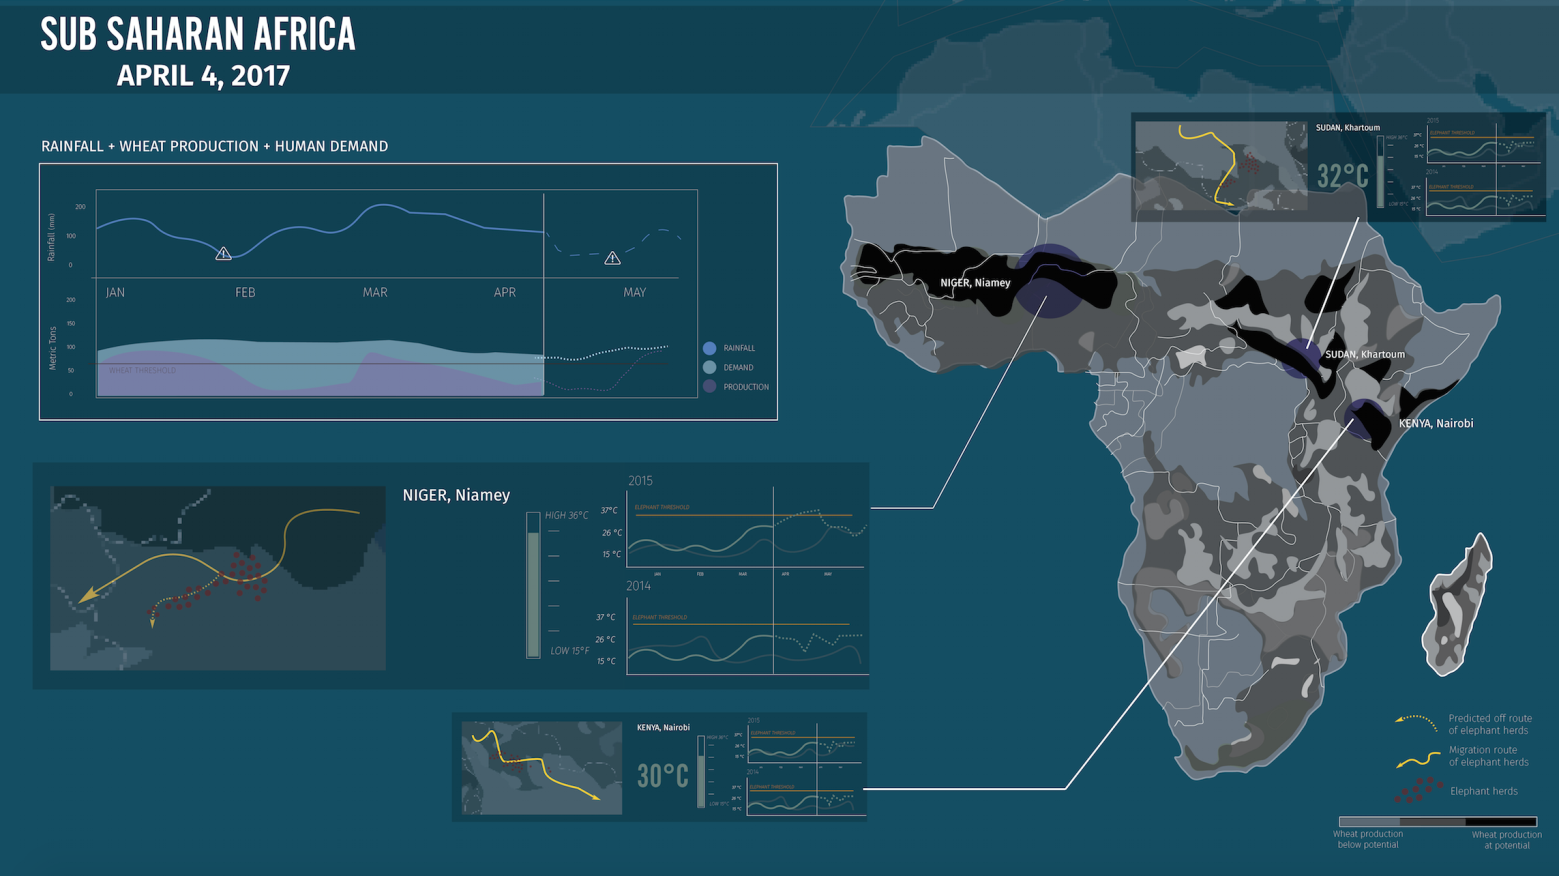 SUB SAHARAN AFRICA
APRIL 4, 2017
RAINFALL + WHEAT PRODUCTION + HUMAN DEMAND
Rainfall (mm)
200
100
0
JAN
FEB
MAR
APR
MAY
Metric Tons
200
150
100
50
0
WHEAT THRESHOLD
RAINFALL
DEMAND
PRODUCTION
NIGER, Niamey
HIGH 36°C
LOW 15°F
2015
37°C
26 °C
15 °C
ELEPHANT THRESHOLD
JAN
FEB
MAR
APR
MAY
2014
37 °C
26 °C
15 °C
ELEPHANT THRESHOLD
KENYA, Nairobi
30°C
HIGH 36°C
LOW 15°C
2015
ELEPHANT THRESHOLD
2014
ELEPHANT THRESHOLD
SUDAN, Khartoum
32°C
HIGH 36°C
LOW 15°F
2015
ELEPHANT THRESHOLD
2014
ELEPHANT THRESHOLD
NIGER, Niamey
SUDAN, Khartoum
KENYA, Nairobi
Predicted off route
of elephant herds
Migration route
of elephant herds
Elephant herds
Wheat production
below potential
Wheat production
at potential